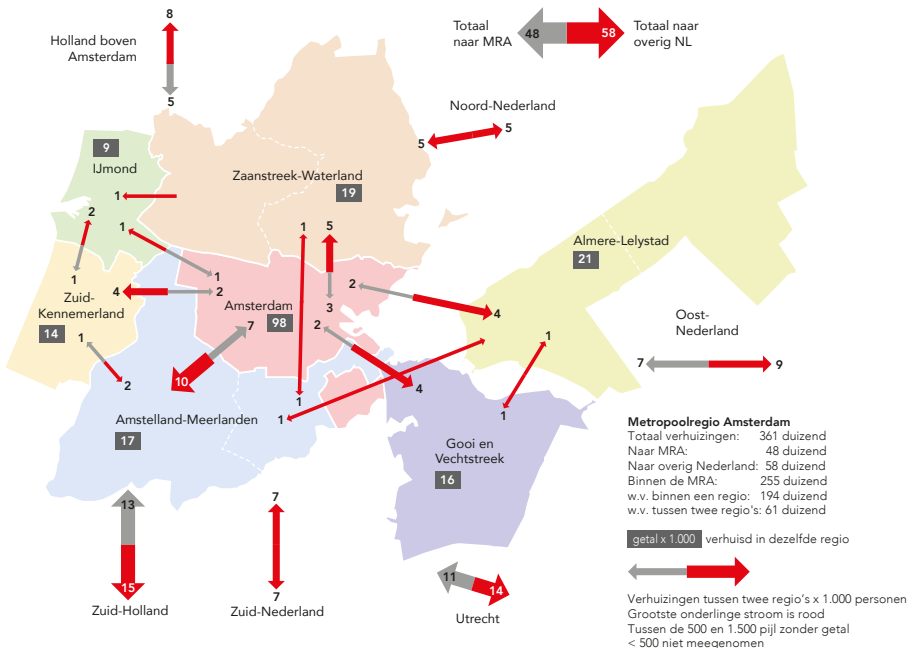 8
Holland boven
Amsterdam
5
Totaal
naar MRA
48
58
Totaal naar
overig NL
Noord-Nederland
5
5
9
IJmond
Zaanstreek-Waterland
19
1
2
1
1
5
Almere-Lelystad
21
1
Zuid-
Kennemerland
14
4
1
2
Amsterdam
98
3
2
4
2
7
1
2
10
4
1
1
1
1
Oost-
Nederland
7
9
Amstelland-Meerlanden
17
Gooi en
Vechtstreek
16
Metropoolregio Amsterdam
Totaal verhuizingen: 361 duizend
Naar MRA: 48 duizend
Naar overig Nederland: 58 duizend
Binnen de MRA: 255 duizend
w.v. binnen een regio: 194 duizend
w.v. tussen twee regio's: 61 duizend
getal x 1.000 verhuisd in dezelfde regio
13
15
Zuid-Holland
7
7
Zuid-Nederland
11
14
Utrecht
Verhuizingen tussen twee regio's x 1.000 personen
Grootste onderlinge stroom is rood
Tussen de 500 en 1.500 pijl zonder getal
< 500 niet meegenomen